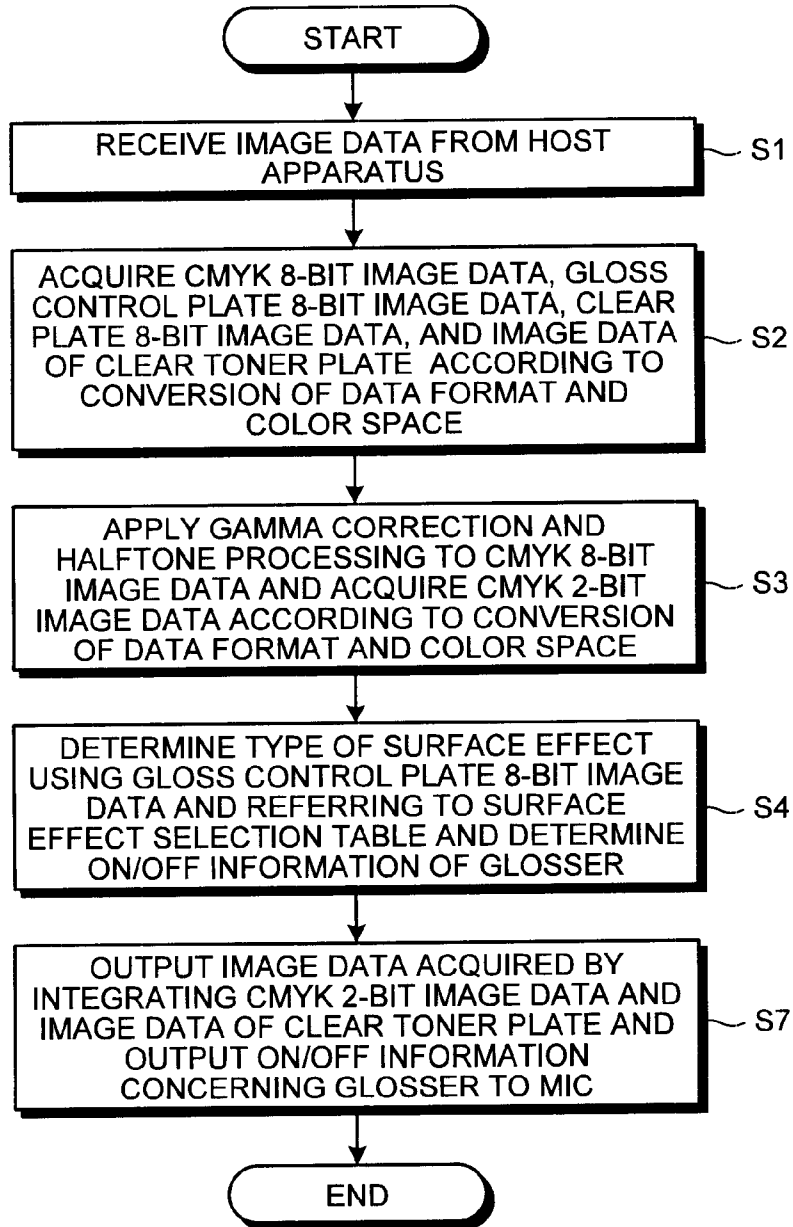 START
RECEIVE IMAGE DATA FROM HOST
APPARATUS
S1
ACQUIRE CMYK 8-BIT IMAGE DATA, GLOSS
CONTROL PLATE 8-BIT IMAGE DATA, CLEAR
PLATE 8-BIT IMAGE DATA, AND IMAGE DATA
OF CLEAR TONER PLATE ACCORDING TO
CONVERSION OF DATA FORMAT AND
COLOR SPACE
S2
APPLY GAMMA CORRECTION AND
HALFTONE PROCESSING TO CMYK 8-BIT
IMAGE DATA AND ACQUIRE CMYK 2-BIT
IMAGE DATA ACCORDING TO CONVERSION
OF DATA FORMAT AND COLOR SPACE
S3
DETERMINE TYPE OF SURFACE EFFECT
USING GLOSS CONTROL PLATE 8-BIT IMAGE
DATA AND REFERRING TO SURFACE
EFFECT SELECTION TABLE AND DETERMINE
ON/OFF INFORMATION OF GLOSSER
S4
OUTPUT IMAGE DATA ACQUIRED BY
INTEGRATING CMYK 2-BIT IMAGE DATA AND
IMAGE DATA OF CLEAR TONER PLATE AND
OUTPUT ON/OFF INFORMATION
CONCERNING GLOSSER TO MIC
S7
END